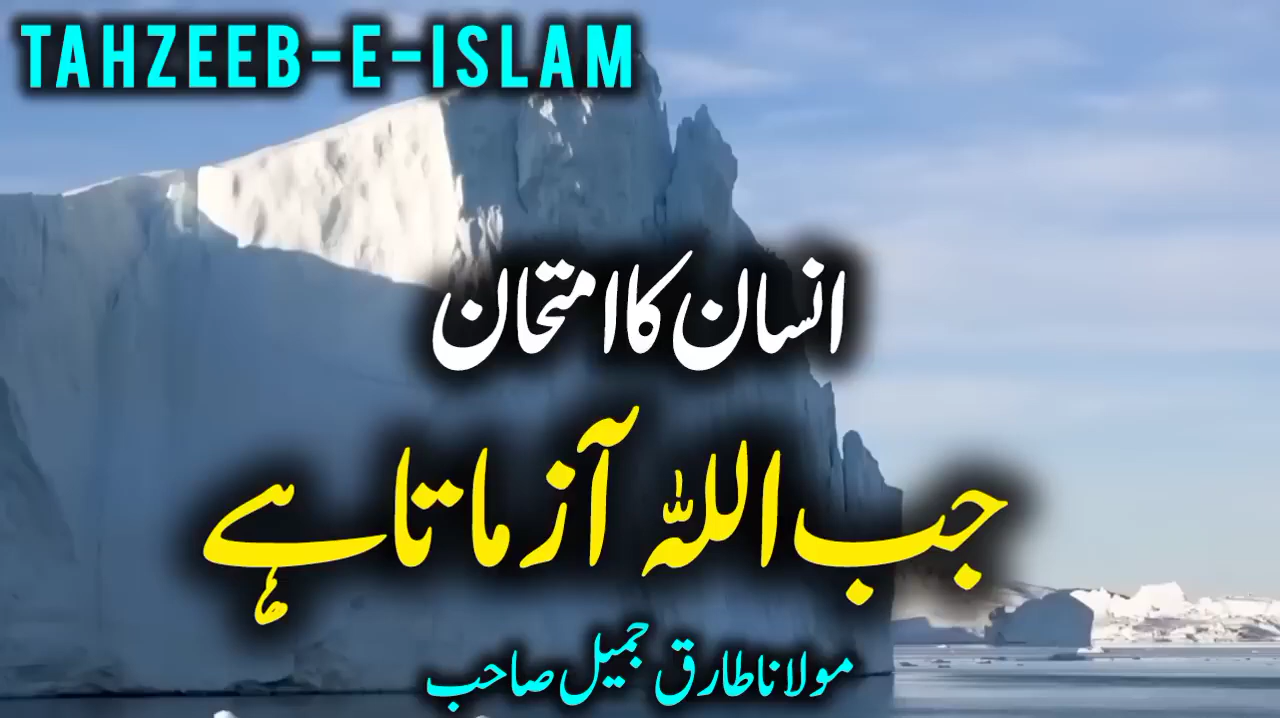 TAHZEEB-E-ISLAM
انسان کا امتحان
جب اللہ آزماتا ہے
مولانا طارق جمیل صاحب